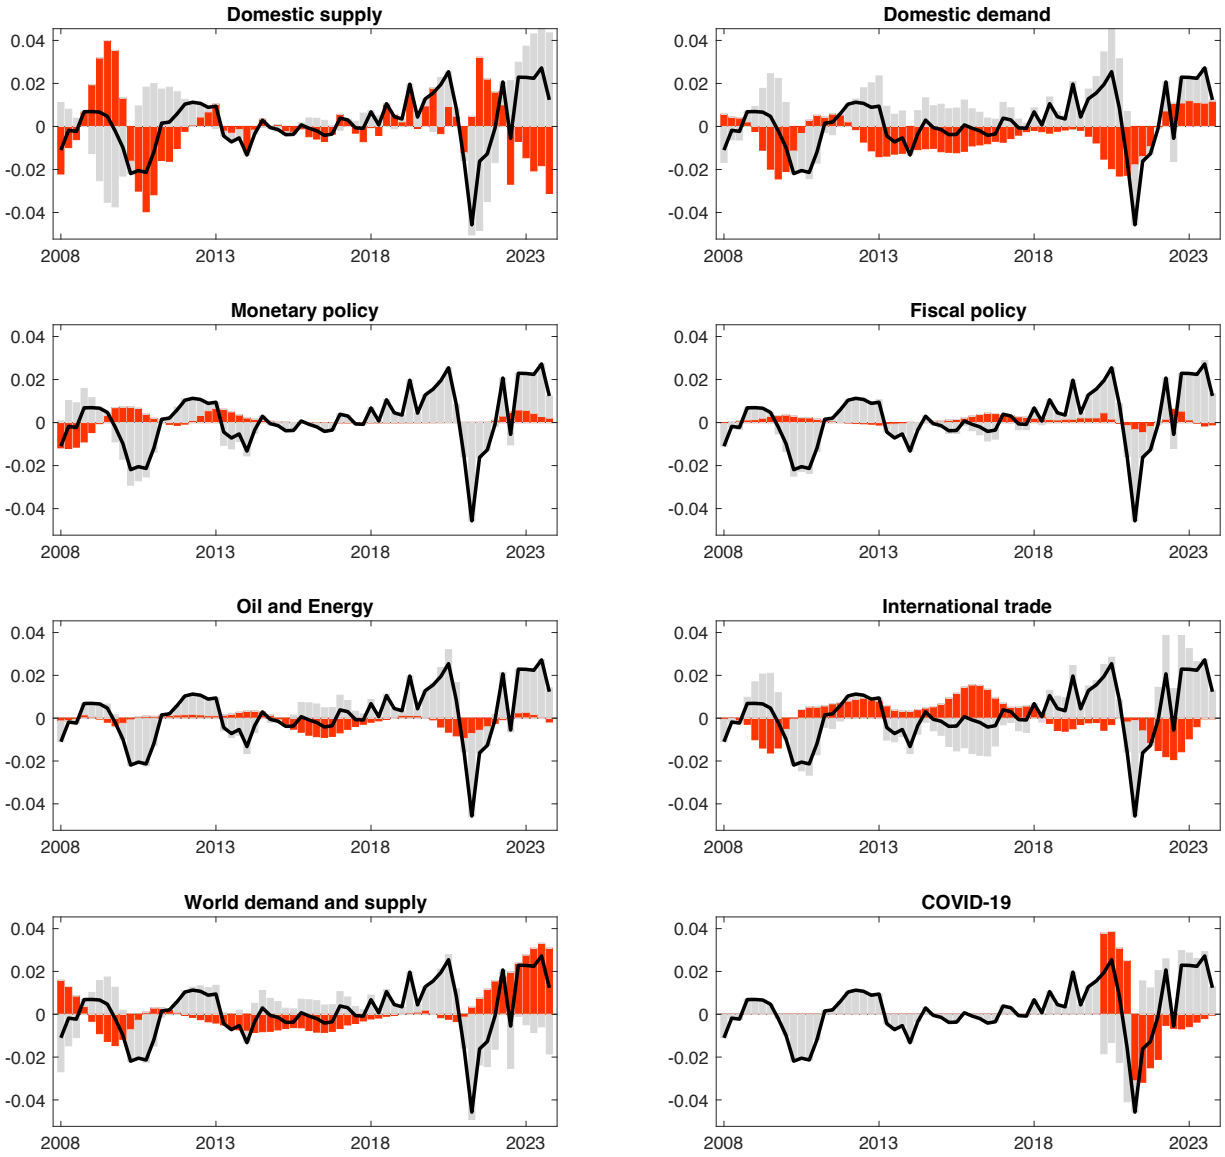 Domestic supply
0.04
0.02
0
-0.02
-0.04
2008 2013 2018 2023
Domestic demand
0.04
0.02
0
-0.02
-0.04
2008 2013 2018 2023
Monetary policy
0.04
0.02
0
-0.02
-0.04
2008 2013 2018 2023
Fiscal policy
0.04
0.02
0
-0.02
-0.04
2008 2013 2018 2023
Oil and Energy
0.04
0.02
0
-0.02
-0.04
2008 2013 2018 2023
International trade
0.04
0.02
0
-0.02
-0.04
2008 2013 2018 2023
World demand and supply
0.04
0.02
0
-0.02
-0.04
2008 2013 2018 2023
COVID-19
0.04
0.02
0
-0.02
-0.04
2008 2013 2018 2023